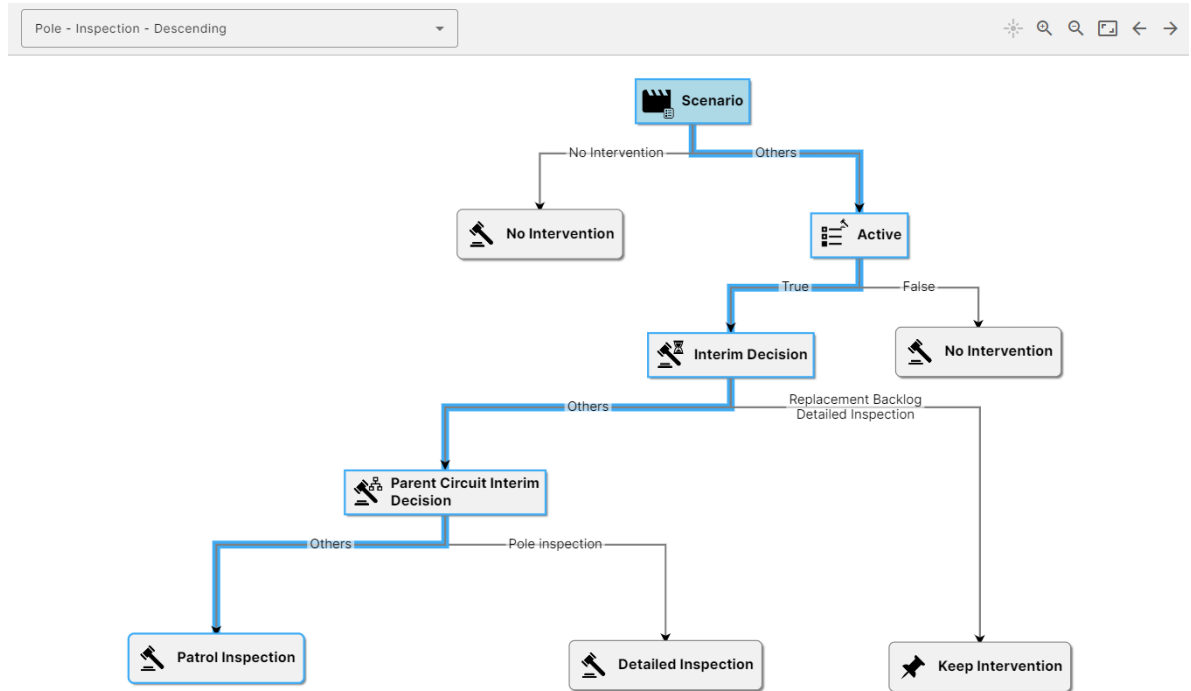 Pole - Inspection - Descending
Scenario
No Intervention
Others
No Intervention
Active
True
False
Interim Decision
No Intervention
Others
Replacement Backlog
Detailed Inspection
Parent Circuit Interim
Decision
Others
Pole inspection
Patrol Inspection
Detailed Inspection
Keep Intervention